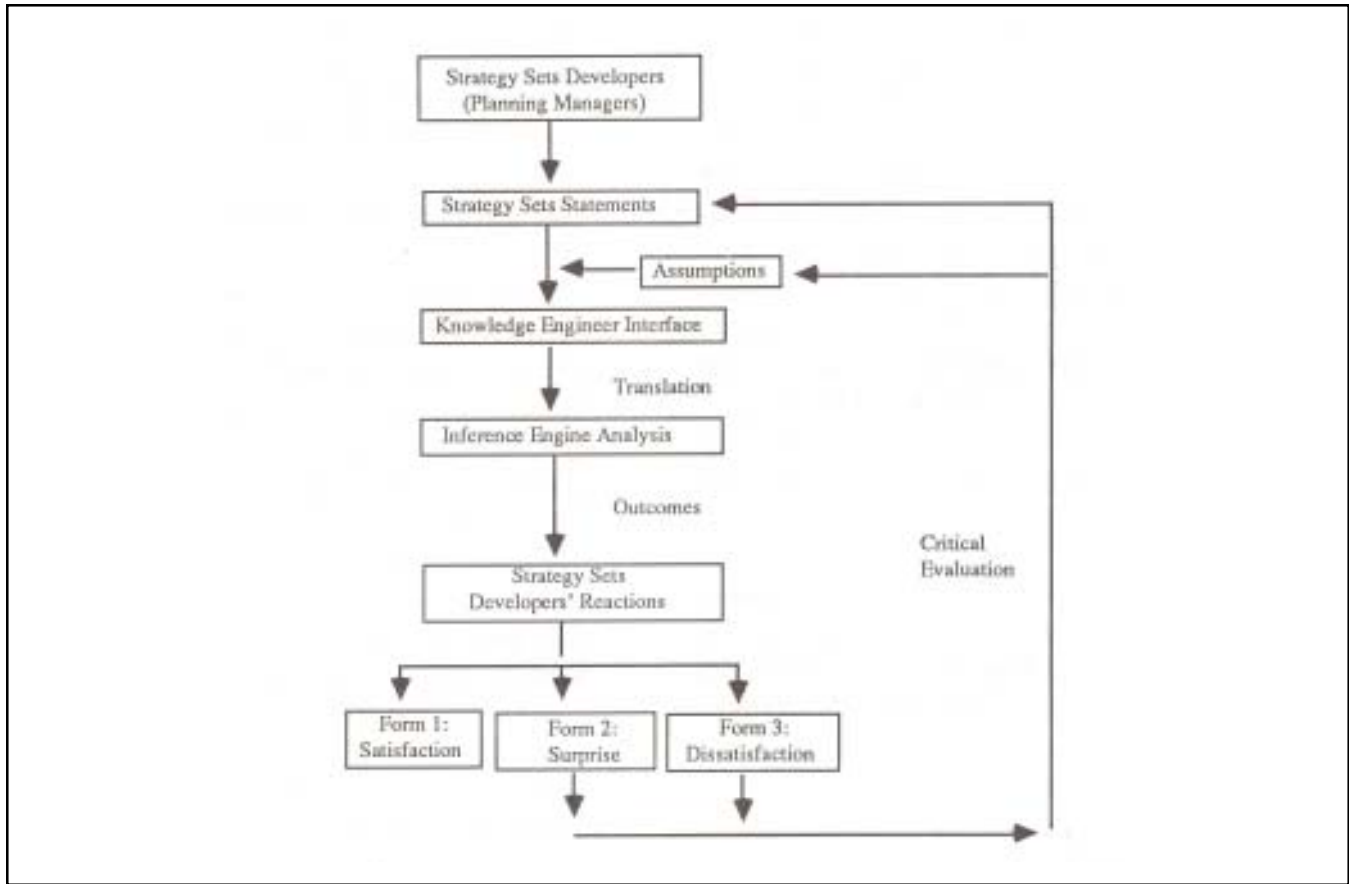 Strategy Sets Developers
(Planning Managers)
Strategy Sets Statements
Assumptions
Knowledge Engineer Interface
Translation
Inference Engine Analysis
Outcomes
Critical
Evaluation
Strategy Sets
Developers' Reactions
Form 1:
Satisfaction
Form 2:
Surprise
Form 3:
Dissatisfaction